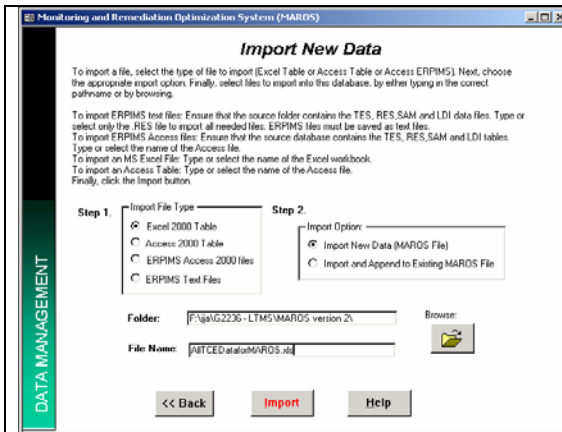 Monitoring and Remediation Optimization System (MAROS)
Import New Data
To import a file, select the type of file to import (Excel Table or Access Table or Access ERPIMS). Next, choose
the appropriate import option. Finally, select files to import into this database, by either typing in the correct
pathname or by browsing.
To import ERPIMS text files: Ensure that the source folder contains the TES, RES,SAM and LDI data files. Type or
select only the .RES file to import all needed files. ERPIMS files must be saved as text files.
To import ERPIMS Access files: Ensure that the source database contains the TES, RES,SAM and LDI tables.
Type or select the name of the Access file.
To import an MS Excel File: Type or select the name of the Excel workbook.
To import an Access Table: Type or select the name of the Access file.
Finally, click the Import button.
Step 1.
Import File Type
Excel 2000 Table
Access 2000 Table
ERPIMS Access 2000 files
ERPIMS Text Files
Step 2.
Import Option:
Import New Data (MAROS File)
Import and Append to Existing MAROS File
Folder:
F:\jja\G2236 - LTMS\MAROS version 2\
Browse:
File Name:
AllTCEDataforMAROS.xls
<< Back
Import
Help
DATA MANAGEMENT